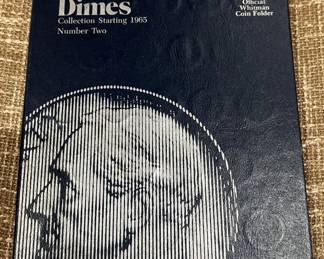 Dimes
Collection Starting 1965
Number Two
Official
Whitman
Coin Folder